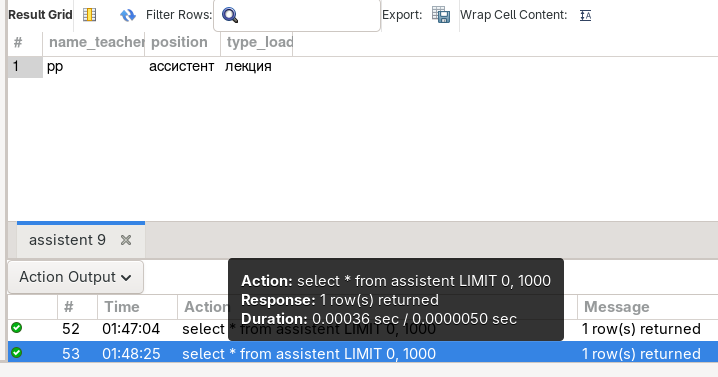 Result Grid Filter Rows: Export: Wrap Cell Content:
# name_teacher position type_load
1 pp ассистент лекция
assistent 9
Action Output
Action: select * from assistent LIMIT 0, 1000
Response: 1 row(s) returned
Duration: 0.00036 sec / 0.0000050 sec
# Time Action Message
52 01:47:04 select * from assistent LIMIT 0, 1000 1 row(s) returned
53 01:48:25 select * from assistent LIMIT 0, 1000 1 row(s) returned